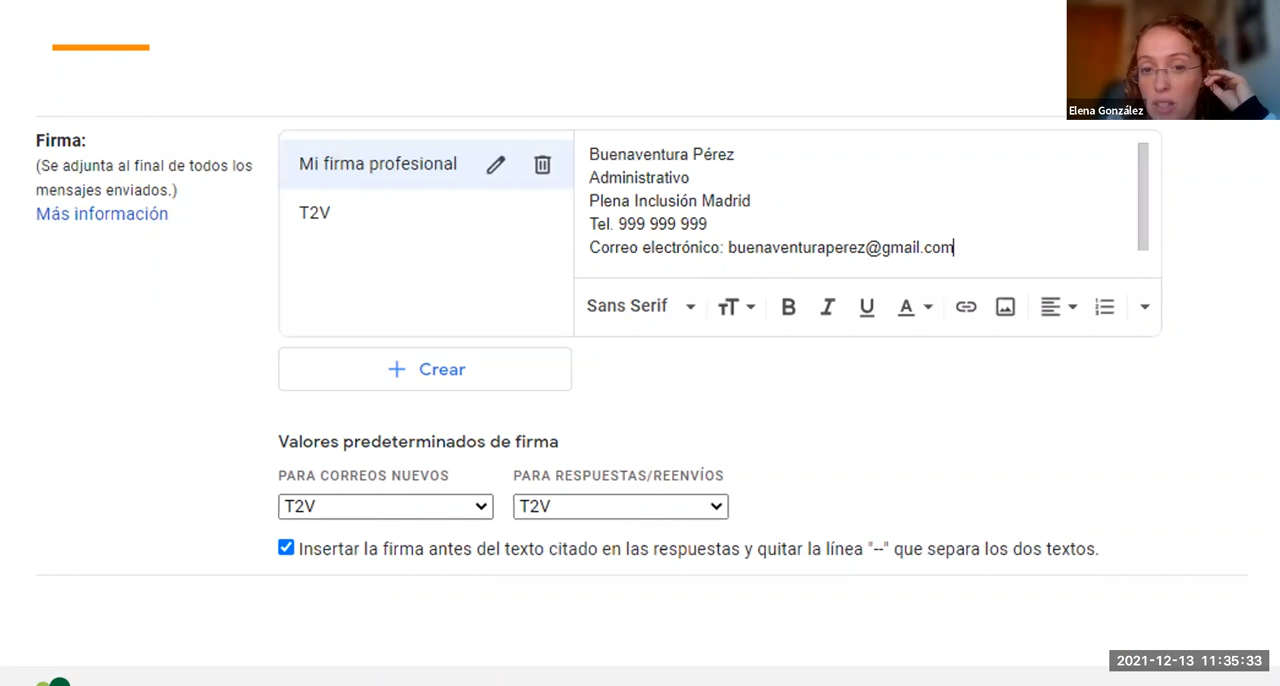 Elena González
Firma:
(Se adjunta al final de todos los
mensajes enviados.)
Más información
Mi firma profesional
T2V
Buenaventura Pérez
Administrativo
Plena Inclusión Madrid
Tel. 999 999 999
Correo electrónico: buenaventuraperez@gmail.com
Sans Serif
B I U A
+ Crear
Valores predeterminados de firma
PARA CORREOS NUEVOS PARA RESPUESTAS/REENVÍOS
T2V T2V
Insertar la firma antes del texto citado en las respuestas y quitar la línea "--" que separa los dos textos.
2021-12-13 11:35:33